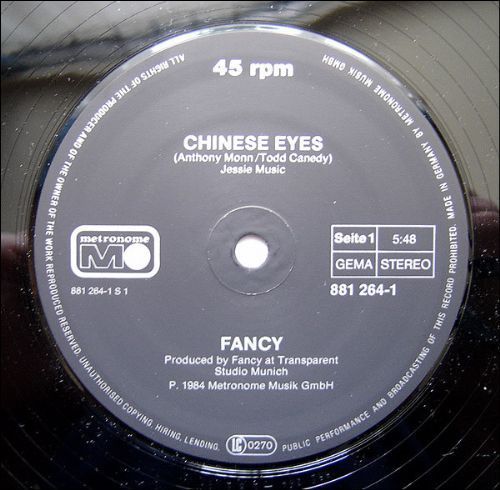 45 rpm
CHINESE EYES
(Anthony Monn/Todd Canedy)
Jessie Music
metronome
M
881 264-1 S 1
Seite 1 5:48
GEMA STEREO
881 264-1
FANCY
Produced by Fancy at Transparent
Studio Munich
P. 1984 Metronome Musik GmbH
ALL RIGHTS OF THE PRODUCER AND OF THE OWNER OF THE WORK REPRODUCED RESERVED. UNAUTHORISED COPYING, HIRING, LENDING, PUBLIC PERFORMANCE AND BROADCASTING OF THIS RECORD PROHIBITED. MADE IN GERMANY BY METRONOME MUSIK GMBH
LC 0270